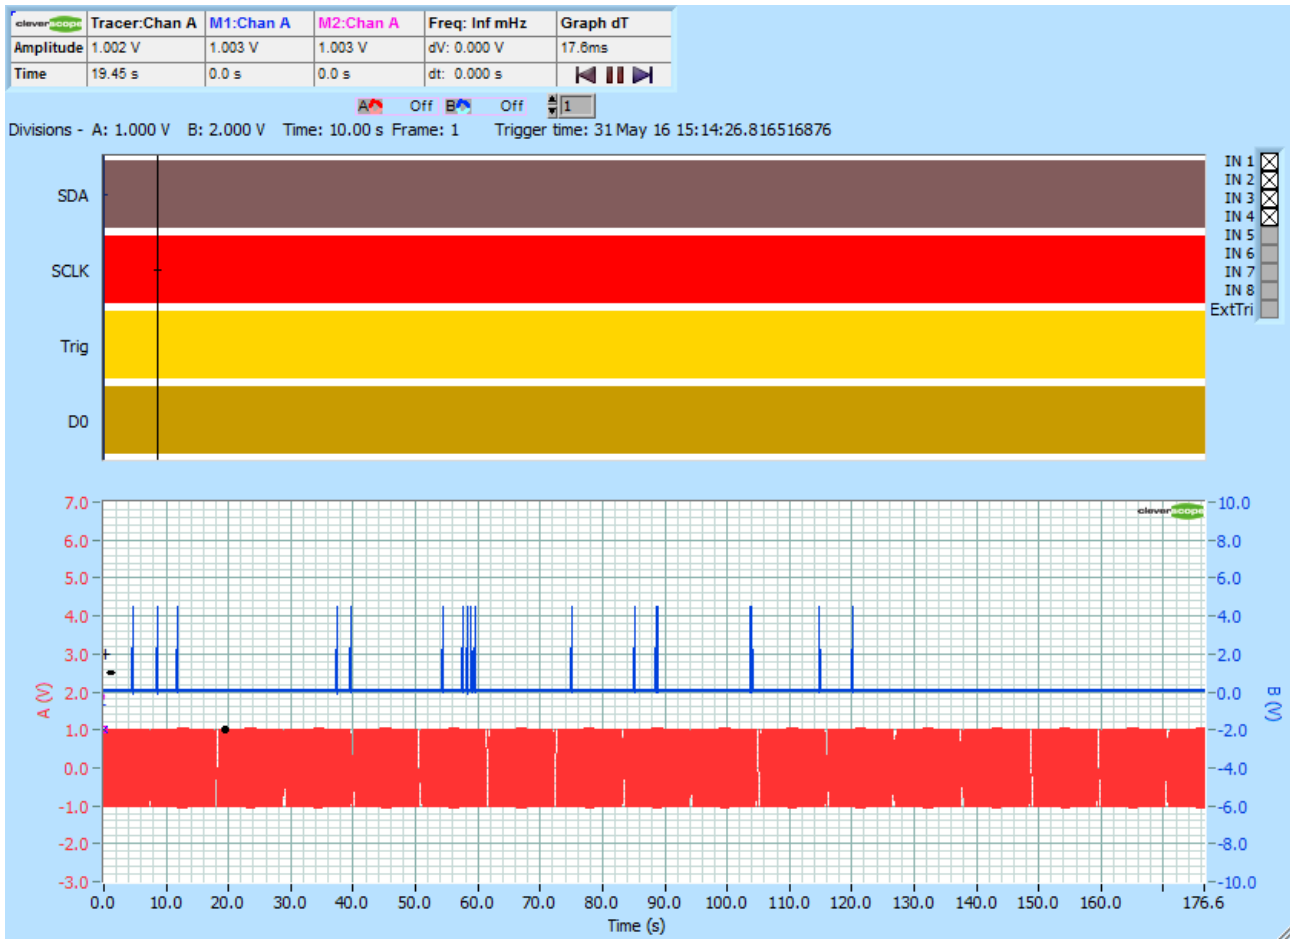 cleverscope Tracer:Chan A M1:Chan A M2:Chan A Freq: Inf mHz Graph dT
Amplitude 1.002 V 1.003 V 1.003 V dV: 0.000 V 17.6ms
Time 19.45 s 0.0 s 0.0 s dt: 0.000 s
A Off B Off 1
Divisions - A: 1.000 V B: 2.000 V Time: 10.00 s Frame: 1 Trigger time: 31 May 16 15:14:26.816516876
SDA
SCLK
Trig
D0
IN 1
IN 2
IN 3
IN 4
IN 5
IN 6
IN 7
IN 8
ExtTri
cleverscope
7.0
6.0
5.0
4.0
3.0
2.0
1.0
0.0
-1.0
-2.0
-3.0
A (V)
10.0
8.0
6.0
4.0
2.0
0.0
-2.0
-4.0
-6.0
-8.0
-10.0
B (V)
0.0 10.0 20.0 30.0 40.0 50.0 60.0 70.0 80.0 90.0 100.0 110.0 120.0 130.0 140.0 150.0 160.0 176.6
Time (s)